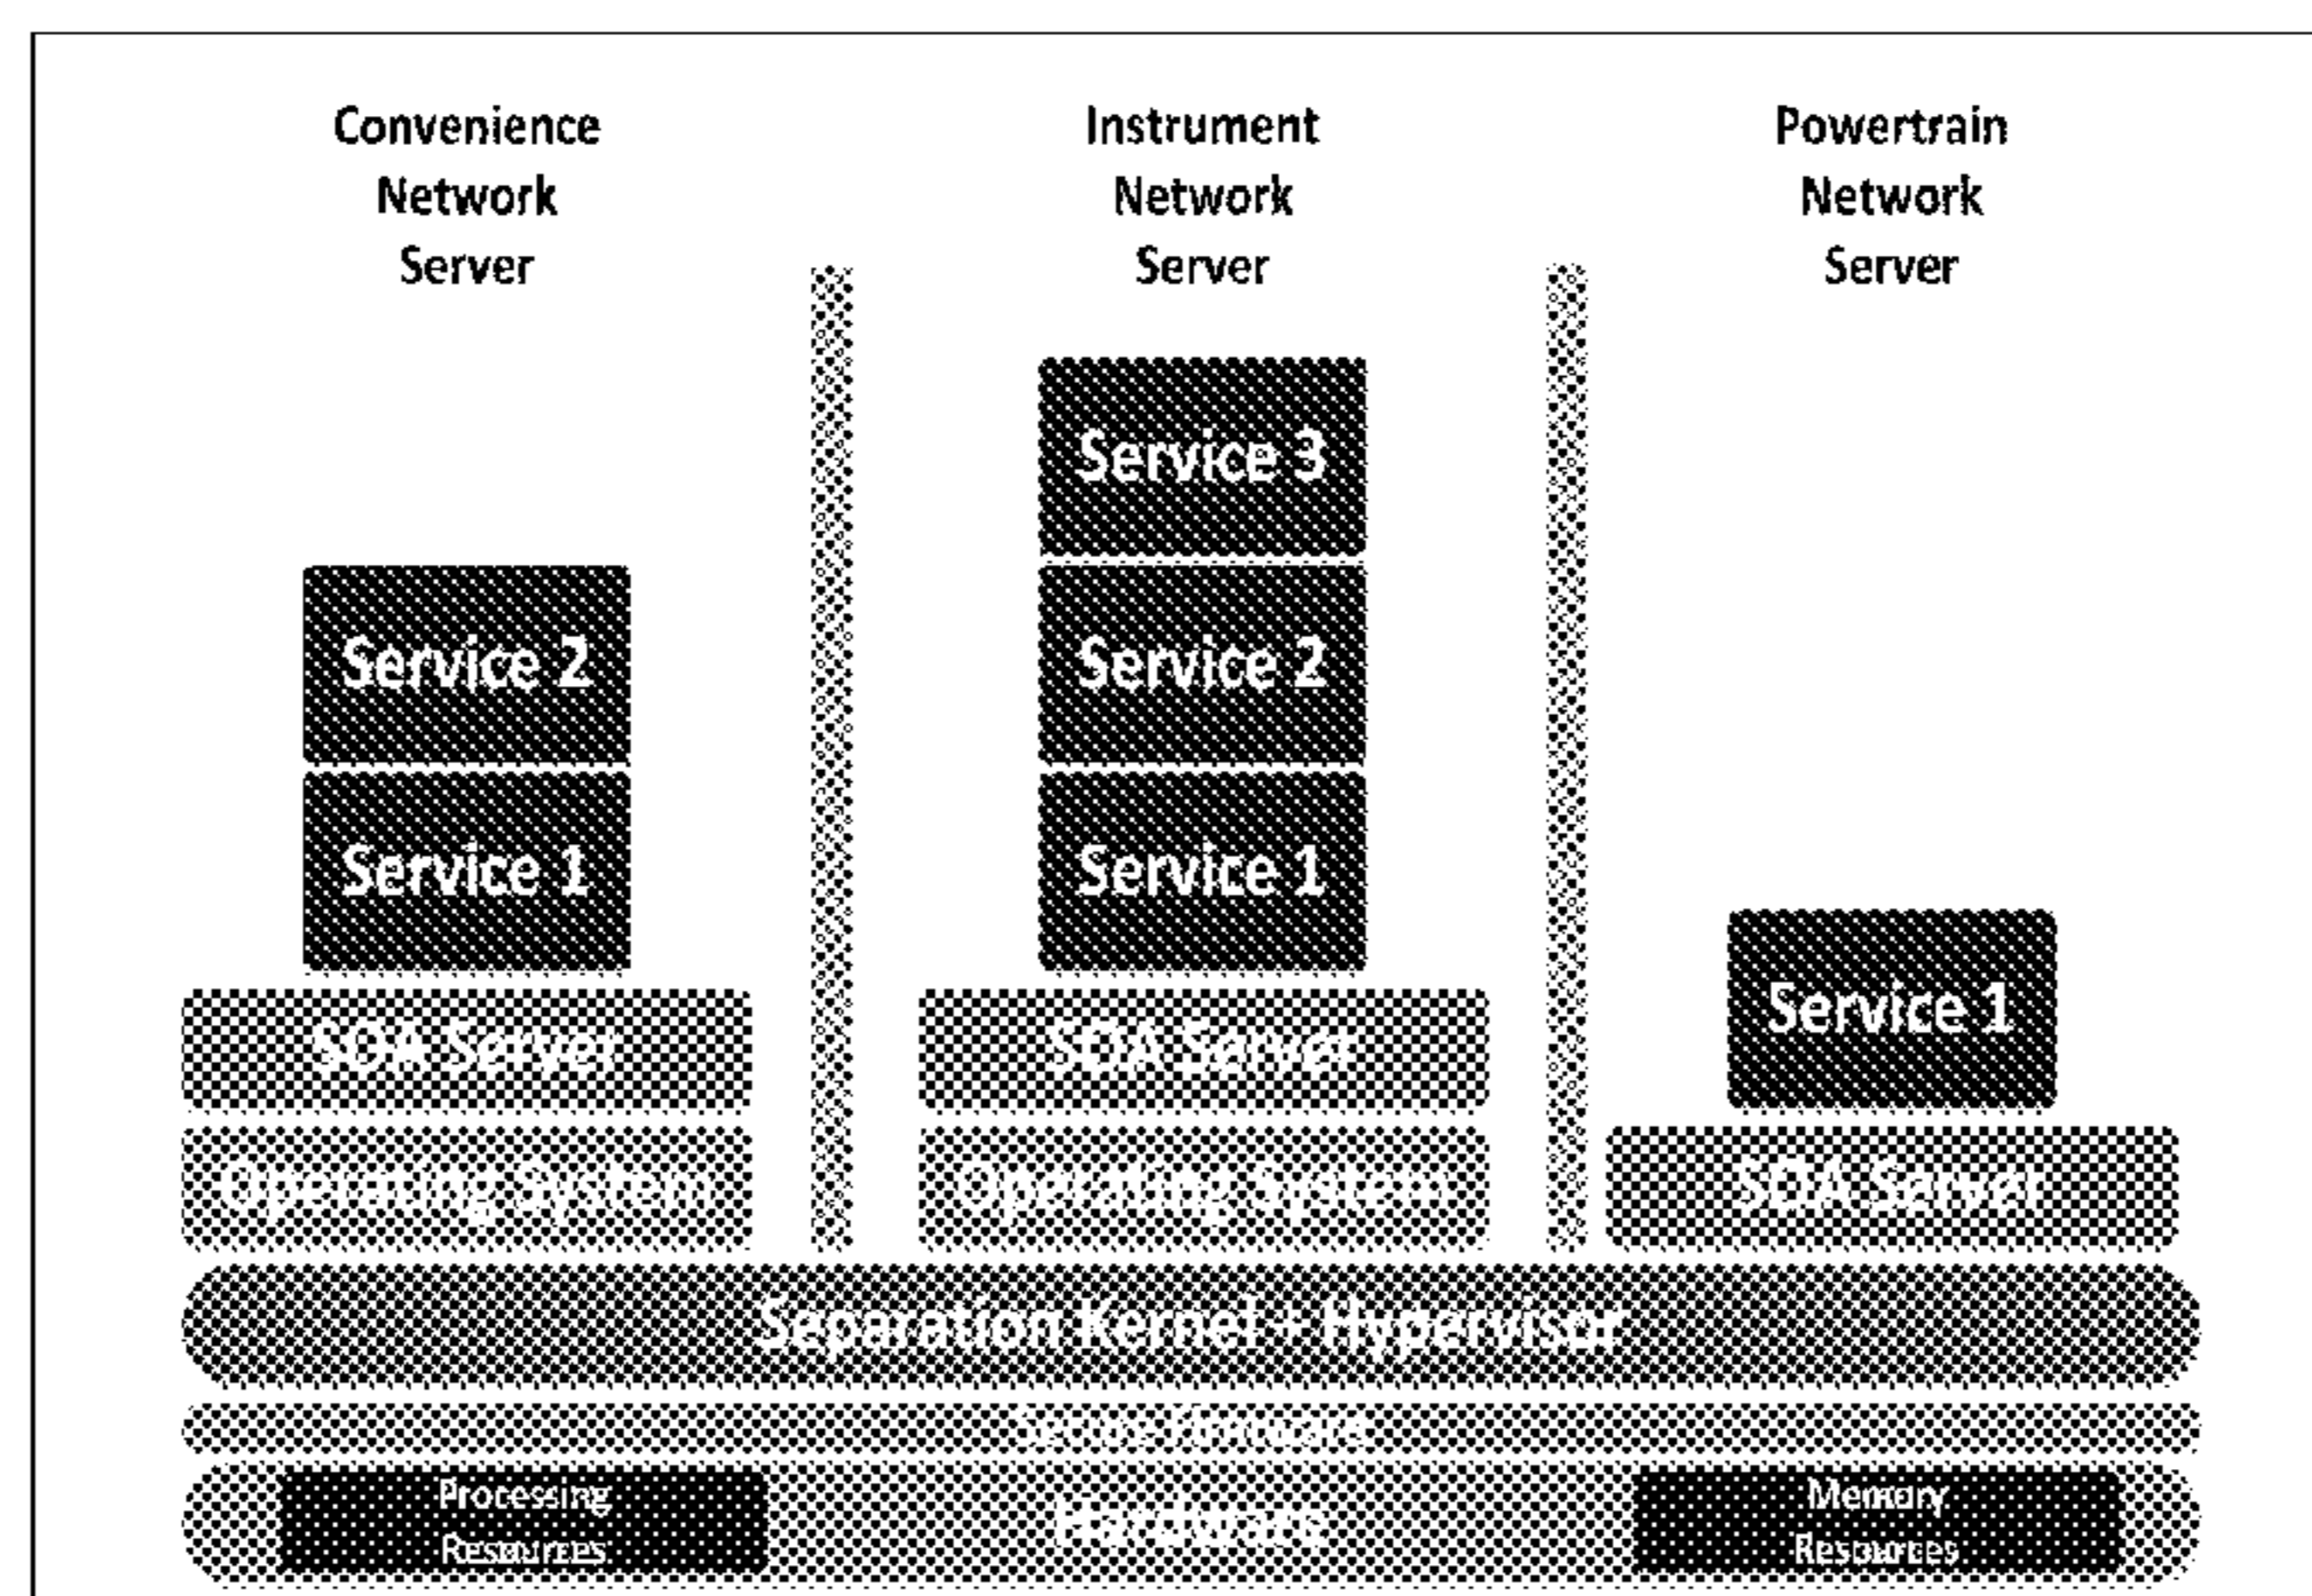 Convenience
Network
Server
Instrument
Network
Server
Powertrain
Network
Server
Service 3
Service 2
Service 2
Service 1
Service 1
Service 1
SOA Server
SOA Server
Operating System
Operating System
SOA Server
Separation Kernel + Hypervisor
Secure Firmware
Processing
Resources
Hardware
Memory
Resources